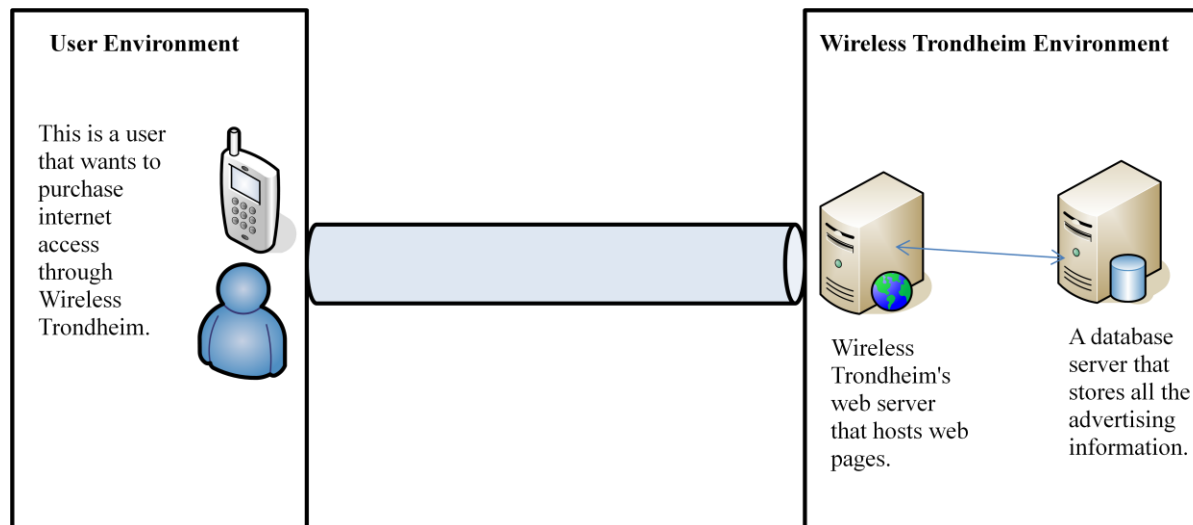 User Environment
This is a user
that wants to
purchase
internet
access
through
Wireless
Trondheim.
Wireless Trondheim Environment
Wireless
Trondheim's
web server
that hosts web
pages.
A database
server that
stores all the
advertising
information.